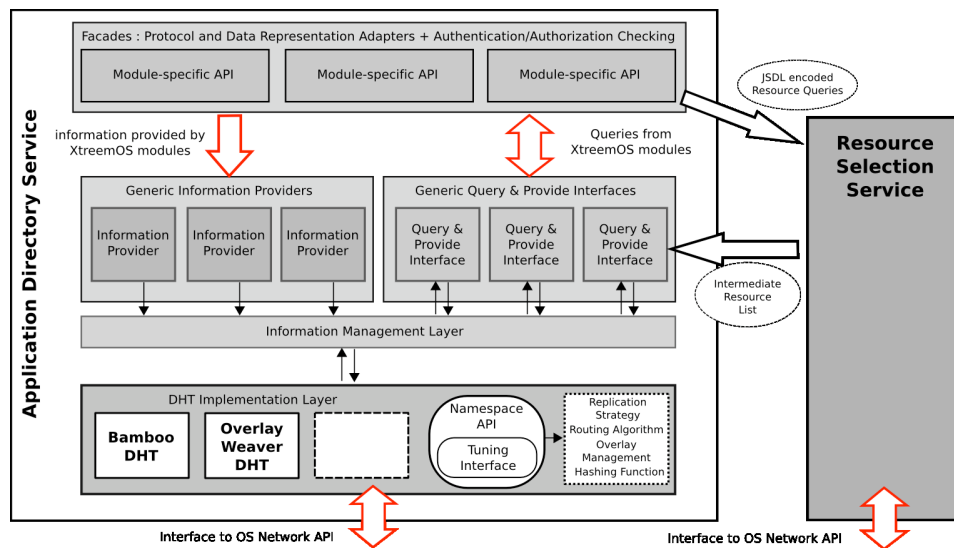 Application Directory Service
Facades : Protocol and Data Representation Adapters + Authentication/Authorization Checking
Module-specific API
Module-specific API
Module-specific API
JSDL encoded
Resource Queries
information provided by
XtreemOS modules
Queries from
XtreemOS modules
Resource
Selection
Service
Generic Information Providers
Information
Provider
Information
Provider
Information
Provider
Generic Query & Provide Interfaces
Query &
Provide
Interface
Query &
Provide
Interface
Query &
Provide
Interface
Intermediate
Resource
List
Information Management Layer
DHT Implementation Layer
Bamboo
DHT
Overlay
Weaver
DHT
Namespace
API
Tuning
Interface
Replication
Strategy
Routing Algorithm
Overlay
Management
Hashing Function
Interface to OS Network API
Interface to OS Network API